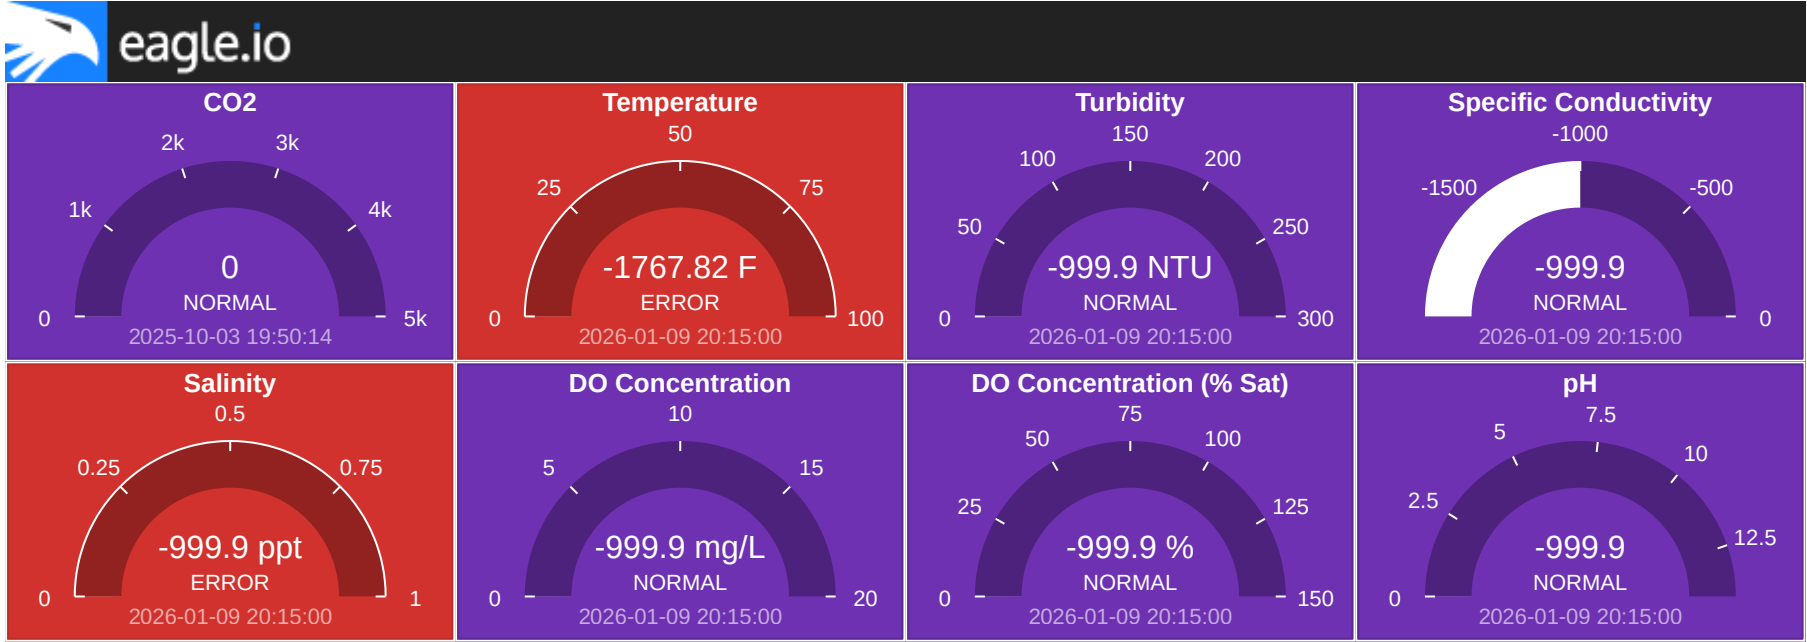 eagle.io
CO2
2k
3k
1k
4k
0
NORMAL
0
5k
2025-10-03 19:50:14
Temperature
50
25
75
-1767.82 F
ERROR
0
100
2026-01-09 20:15:00
Turbidity
150
100
200
50
250
-999.9 NTU
NORMAL
0
300
2026-01-09 20:15:00
Specific Conductivity
-1000
-1500
-500
-999.9
NORMAL
0
2026-01-09 20:15:00
Salinity
0.5
0.25
0.75
-999.9 ppt
ERROR
0
1
2026-01-09 20:15:00
DO Concentration
10
5
15
-999.9 mg/L
NORMAL
0
20
2026-01-09 20:15:00
DO Concentration (% Sat)
75
50
100
25
125
-999.9 %
NORMAL
0
150
2026-01-09 20:15:00
pH
7.5
5
10
2.5
12.5
-999.9
NORMAL
0
2026-01-09 20:15:00